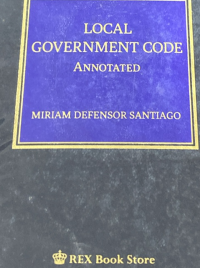 LOCAL
GOVERNMENT CODE
ANNOTATED
MIRIAM DEFENSOR SANTIAGO
REX Book Store